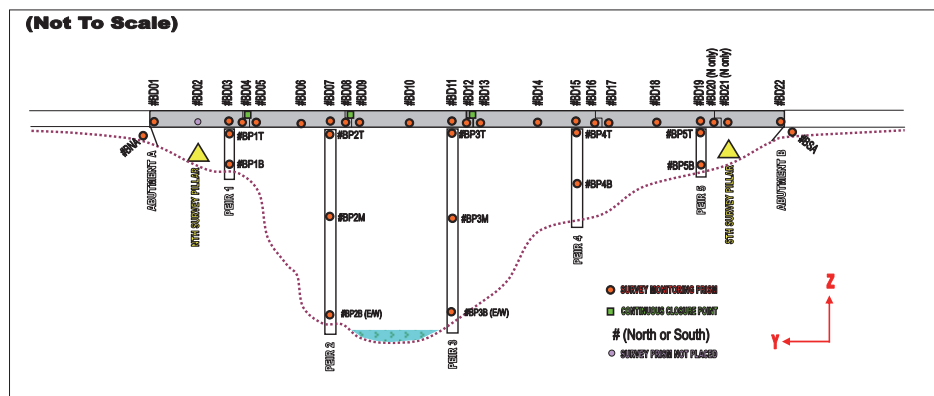 (Not To Scale)
#BD01
#BD02
#BD03
#BD04
#BD05
#BD06
#BD07
#BD08
#BD09
#BD10
#BD11
#BD12
#BD13
#BD14
#BD15
#BD16
#BD17
#BD18
#BD19
#BD20 (N only)
#BD21 (N only)
#BD22
#BNA
#BP1T
#BP2T
#BP3T
#BP4T
#BP5T
#BSA
#BP1B
#BP5B
#BP4B
#BP2M
#BP3M
#BP2B (E/W)
#BP3B (E/W)
ABUTMENT A
NTH SURVEY PILLAR
PEIR 1
PEIR 2
PEIR 3
PEIR 4
PEIR 5
STH SURVEY PILLAR
ABUTMENT B
SURVEY MONITORING PRISM
CONTINUOUS CLOSURE POINT
# (North or South)
SURVEY PRISM NOT PLACED
Z
Y